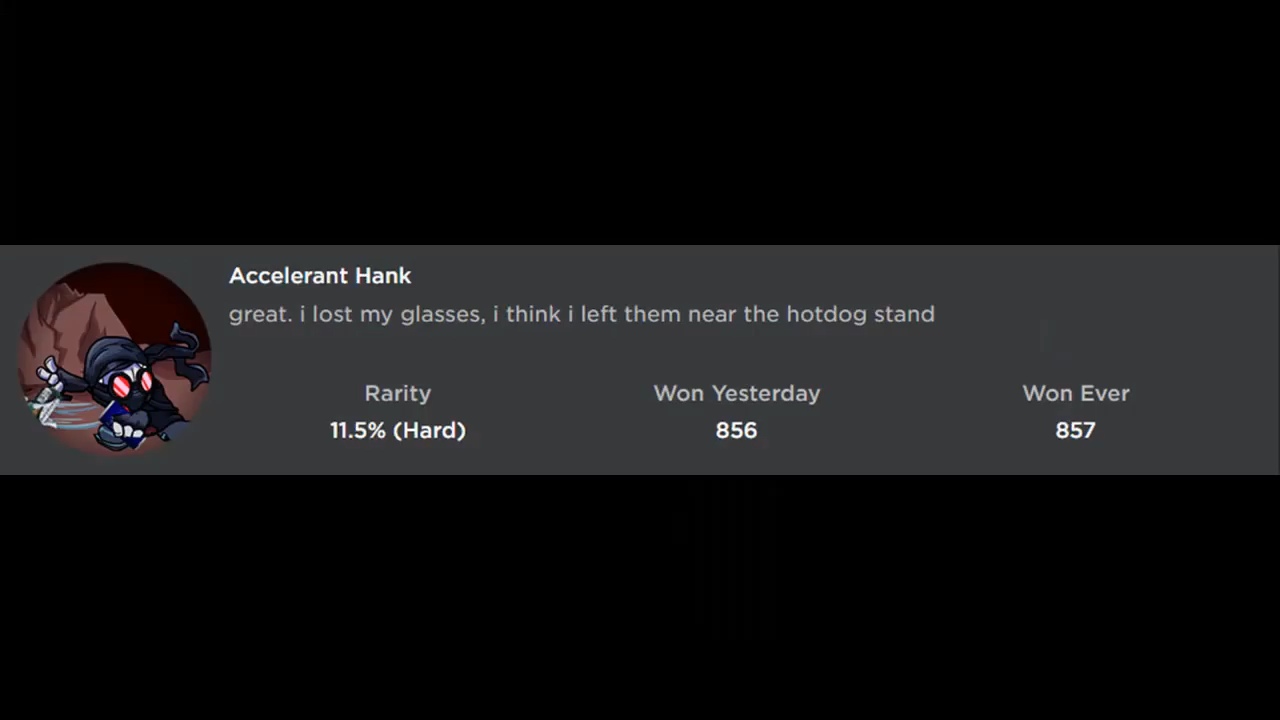 Accelerant Hank
great. i lost my glasses, i think i left them near the hotdog stand
Rarity Won Yesterday Won Ever
11.5% (Hard) 856 857